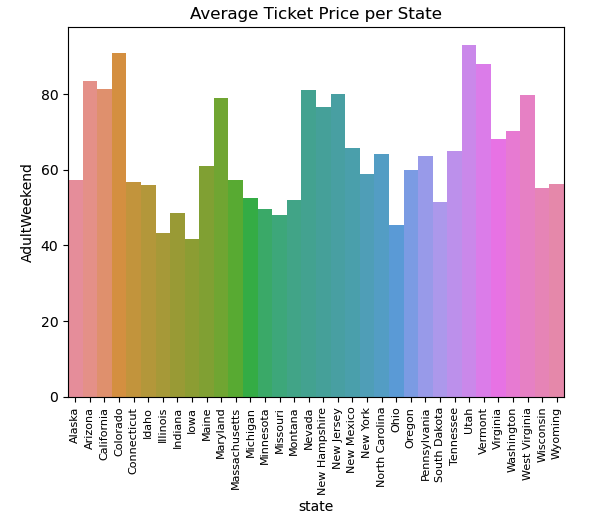 Average Ticket Price per State
AdultWeekend
80
60
40
20
0
Alaska
Arizona
California
Colorado
Connecticut
Idaho
Illinois
Indiana
Iowa
Maine
Maryland
Massachusetts
Michigan
Minnesota
Missouri
Montana
Nevada
New Hampshire
New Jersey
New Mexico
New York
North Carolina
Ohio
Oregon
Pennsylvania
South Dakota
Tennessee
Utah
Vermont
Virginia
Washington
West Virginia
Wisconsin
Wyoming
state